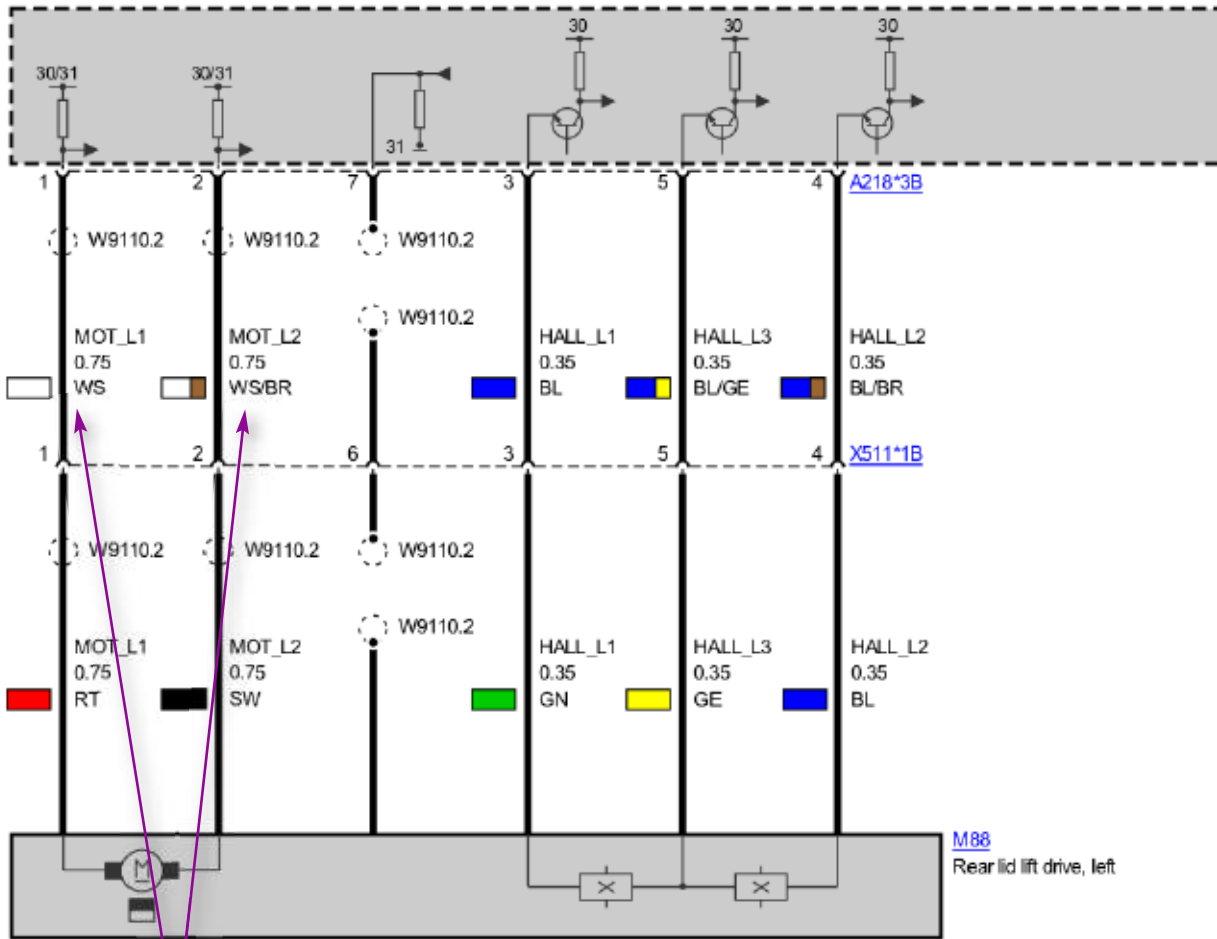 30 30 30
30/31 30/31
31
1 2 7 3 5 4 A218*3B
W9110.2 W9110.2 W9110.2
W9110.2
MOT_L1 MOT_L2 HALL_L1 HALL_L3 HALL_L2
0.75 0.75 0.35 0.35 0.35
WS WS/BR BL BL/GE BL/BR
1 2 6 3 5 4 X511*1B
W9110.2 W9110.2 W9110.2
W9110.2
MOT_L1 MOT_L2 HALL_L1 HALL_L3 HALL_L2
0.75 0.75 0.35 0.35 0.35
RT SW GN GE BL
M88
M Rear lid lift drive, left